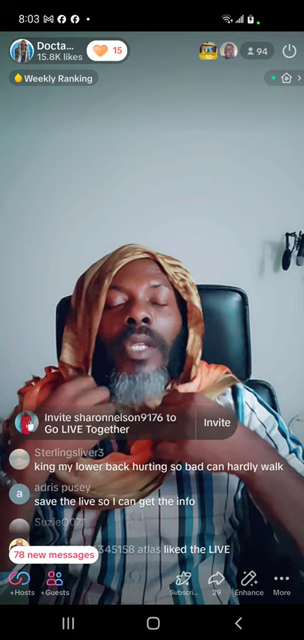 8:03
Docta...
15.8K likes
15
94
Weekly Ranking
Invite sharonnelson9176 to
Go LIVE Together
Invite
Sterlingsliver3
king my lower back hurting so bad can hardly walk
adris pusey
a
save the live so I can get the info
345158 atlas liked the LIVE
78 new messages
+Hosts
+Guests
Subscri...
29
Enhance
More